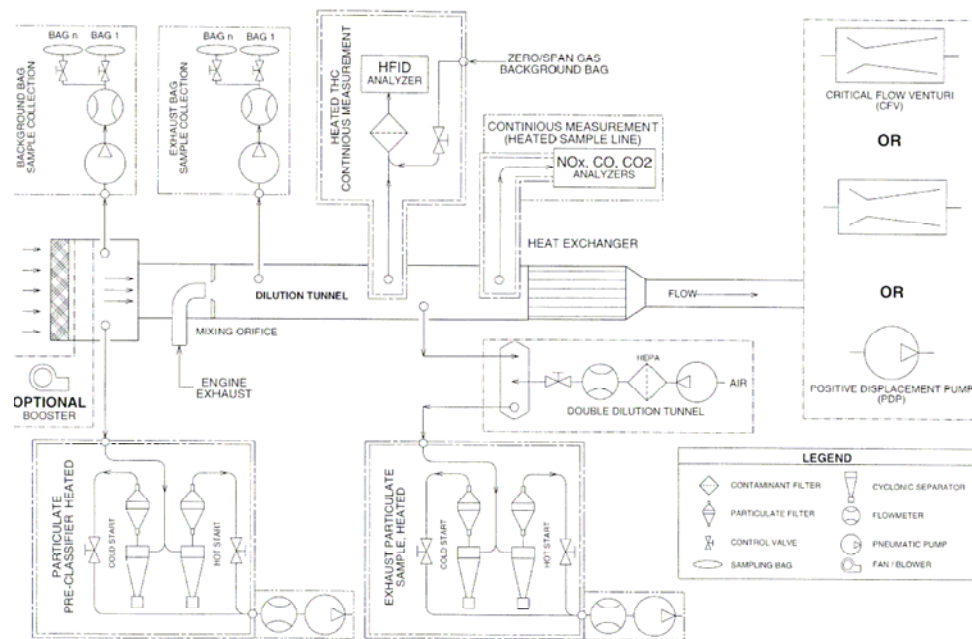 BAG n BAG 1
BACKGROUND BAG
SAMPLE COLLECTION
BAG n BAG 1
EXHAUST BAG
SAMPLE COLLECTION
HEATED THC
CONTINIOUS MEASUREMENT
HFID
ANALYZER
ZERO/SPAN GAS
BACKGROUND BAG
CONTINIOUS MEASUREMENT
(HEATED SAMPLE LINE)
NOx, CO, CO2
ANALYZERS
CRITICAL FLOW VENTURI
(CFV)
OR
OR
POSITIVE DISPLACEMENT PUMP
(PDP)
HEAT EXCHANGER
DILUTION TUNNEL
FLOW
MIXING ORIFICE
ENGINE
EXHAUST
OPTIONAL
BOOSTER
HEPA
AIR
DOUBLE DILUTION TUNNEL
PARTICULATE
PRE-CLASSIFIER HEATED
COLD START
HOT START
EXHAUST PARTICULATE
SAMPLE, HEATED
COLD START
HOT START
LEGEND
CONTAMINANT FILTER
PARTICULATE FILTER
CONTROL VALVE
SAMPLING BAG
CYCLONIC SEPARATOR
FLOWMETER
PNEUMATIC PUMP
FAN / BLOWER